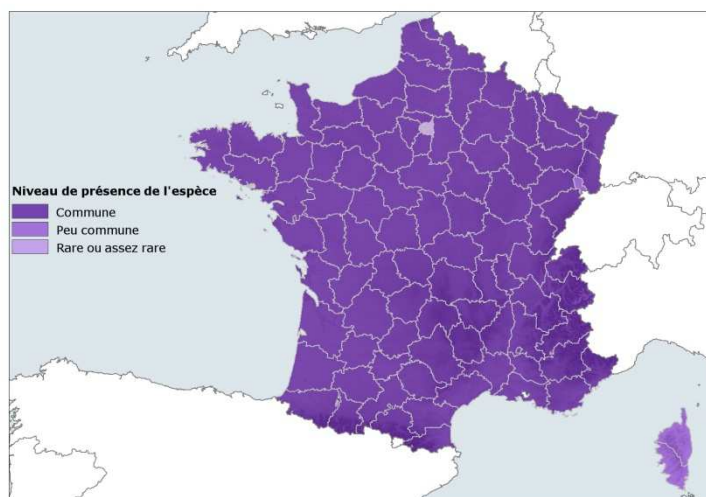 Niveau de présence de l'espèce
Commune
Peu commune
Rare ou assez rare